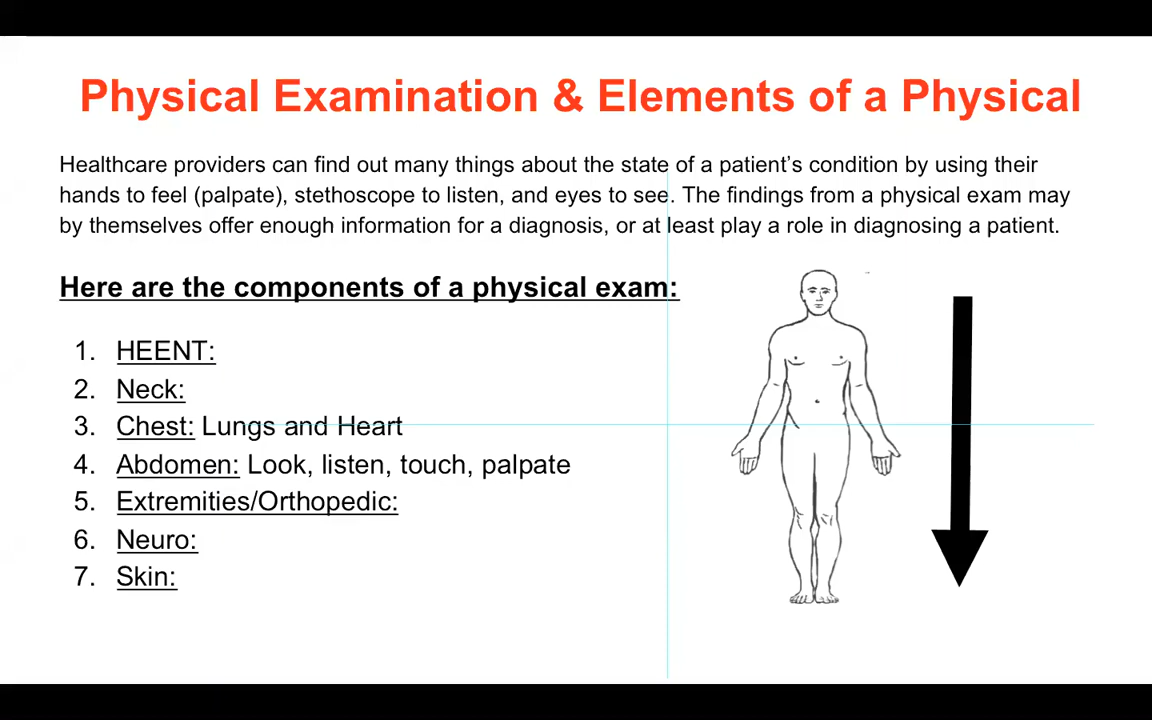 Physical Examination & Elements of a Physical
Healthcare providers can find out many things about the state of a patient’s condition by using their
hands to feel (palpate), stethoscope to listen, and eyes to see. The findings from a physical exam may
by themselves offer enough information for a diagnosis, or at least play a role in diagnosing a patient.
Here are the components of a physical exam:
1. HEENT:
2. Neck:
3. Chest: Lungs and Heart
4. Abdomen: Look, listen, touch, palpate
5. Extremities/Orthopedic:
6. Neuro:
7. Skin: